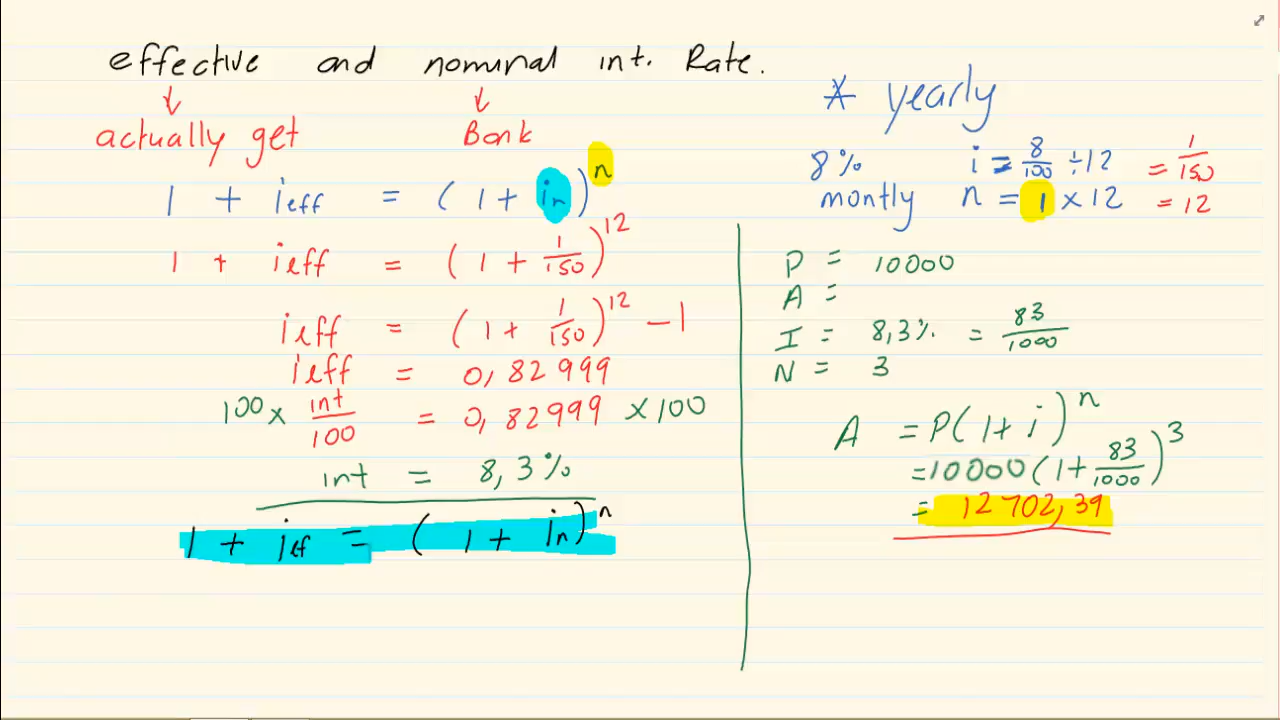 effective and nominal int. Rate.
↓ ↓
actually get Bank
1 + ieff = (1 + in)^n
1 + ieff = (1 + 1/150)^12
ieff = (1 + 1/150)^12 - 1
ieff = 0,82999
100 x int/100 = 0,82999 x 100
int = 8,3%
1 + ief = (1 + in)^n
* yearly
8% i = 8/100 ÷ 12 = 1/150
montly n = 1 x 12 = 12
P = 10000
A =
I = 8,3% = 83/1000
N = 3
A = P(1 + i)^n
= 10000(1 + 83/1000)^3
= 12702,39